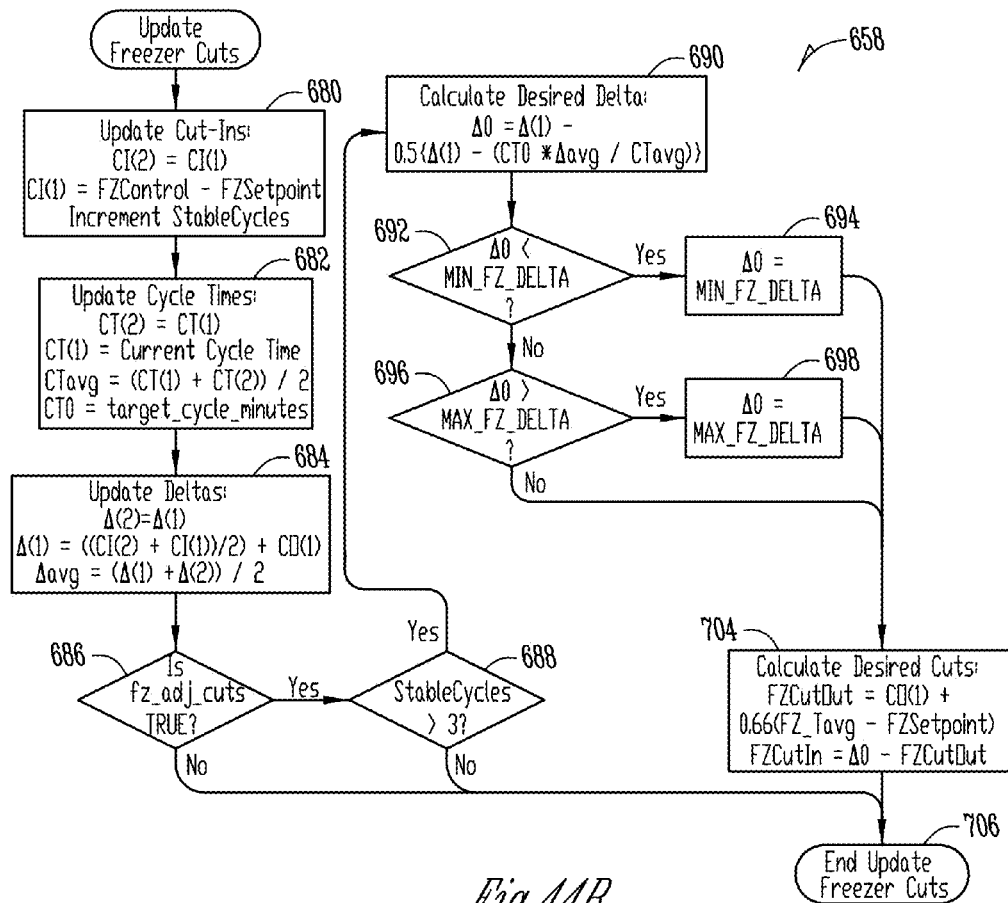 Update
Freezer Cuts
658
680
Update Cut-Ins:
CI(2) = CI(1)
CI(1) = FZControl - FZSetpoint
Increment StableCycles
682
Update Cycle Times:
CT(2) = CT(1)
CT(1) = Current Cycle Time
CTavg = (CT(1) + CT(2)) / 2
CT0 = target_cycle_minutes
684
Update Deltas:
Δ(2)=Δ(1)
Δ(1) = ((CI(2) + CI(1))/2) + CO(1)
Δavg = (Δ(1) +Δ(2)) / 2
686
Is
fz_adj_cuts
TRUE?
Yes
No
688
StableCycles
> 3?
Yes
No
690
Calculate Desired Delta:
Δ0 = Δ(1) -
0.5{Δ(1) - (CT0 *Δavg / CTavg)}
692
Δ0 <
MIN_FZ_DELTA
?
Yes
No
694
Δ0 =
MIN_FZ_DELTA
696
Δ0 >
MAX_FZ_DELTA
?
Yes
No
698
Δ0 =
MAX_FZ_DELTA
704
Calculate Desired Cuts:
FZCutOut = CO(1) +
0.66(FZ_Tavg - FZSetpoint)
FZCutIn = Δ0 - FZCutOut
706
End Update
Freezer Cuts
Fig. 11B